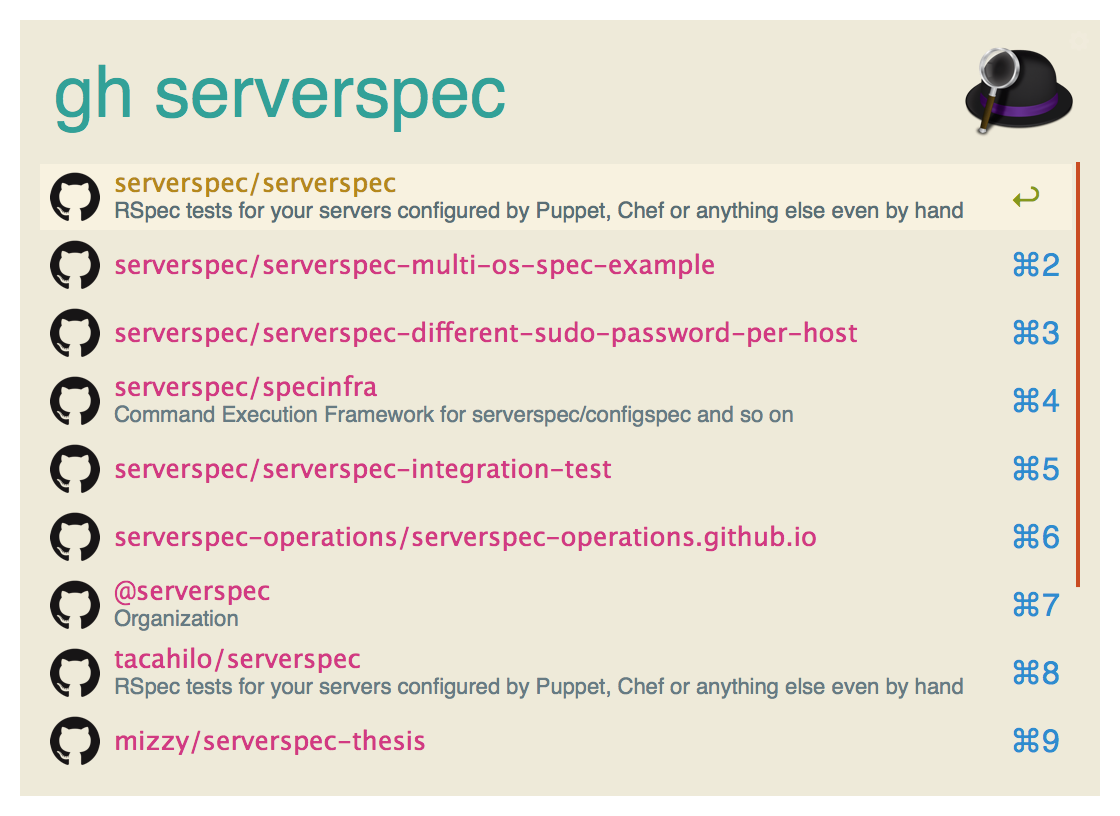 gh serverspec
serverspec/serverspec
RSpec tests for your servers configured by Puppet, Chef or anything else even by hand
↩
serverspec/serverspec-multi-os-spec-example
⌘2
serverspec/serverspec-different-sudo-password-per-host
⌘3
serverspec/specinfra
Command Execution Framework for serverspec/configspec and so on
⌘4
serverspec/serverspec-integration-test
⌘5
serverspec-operations/serverspec-operations.github.io
⌘6
@serverspec
Organization
⌘7
tacahilo/serverspec
RSpec tests for your servers configured by Puppet, Chef or anything else even by hand
⌘8
mizzy/serverspec-thesis
⌘9